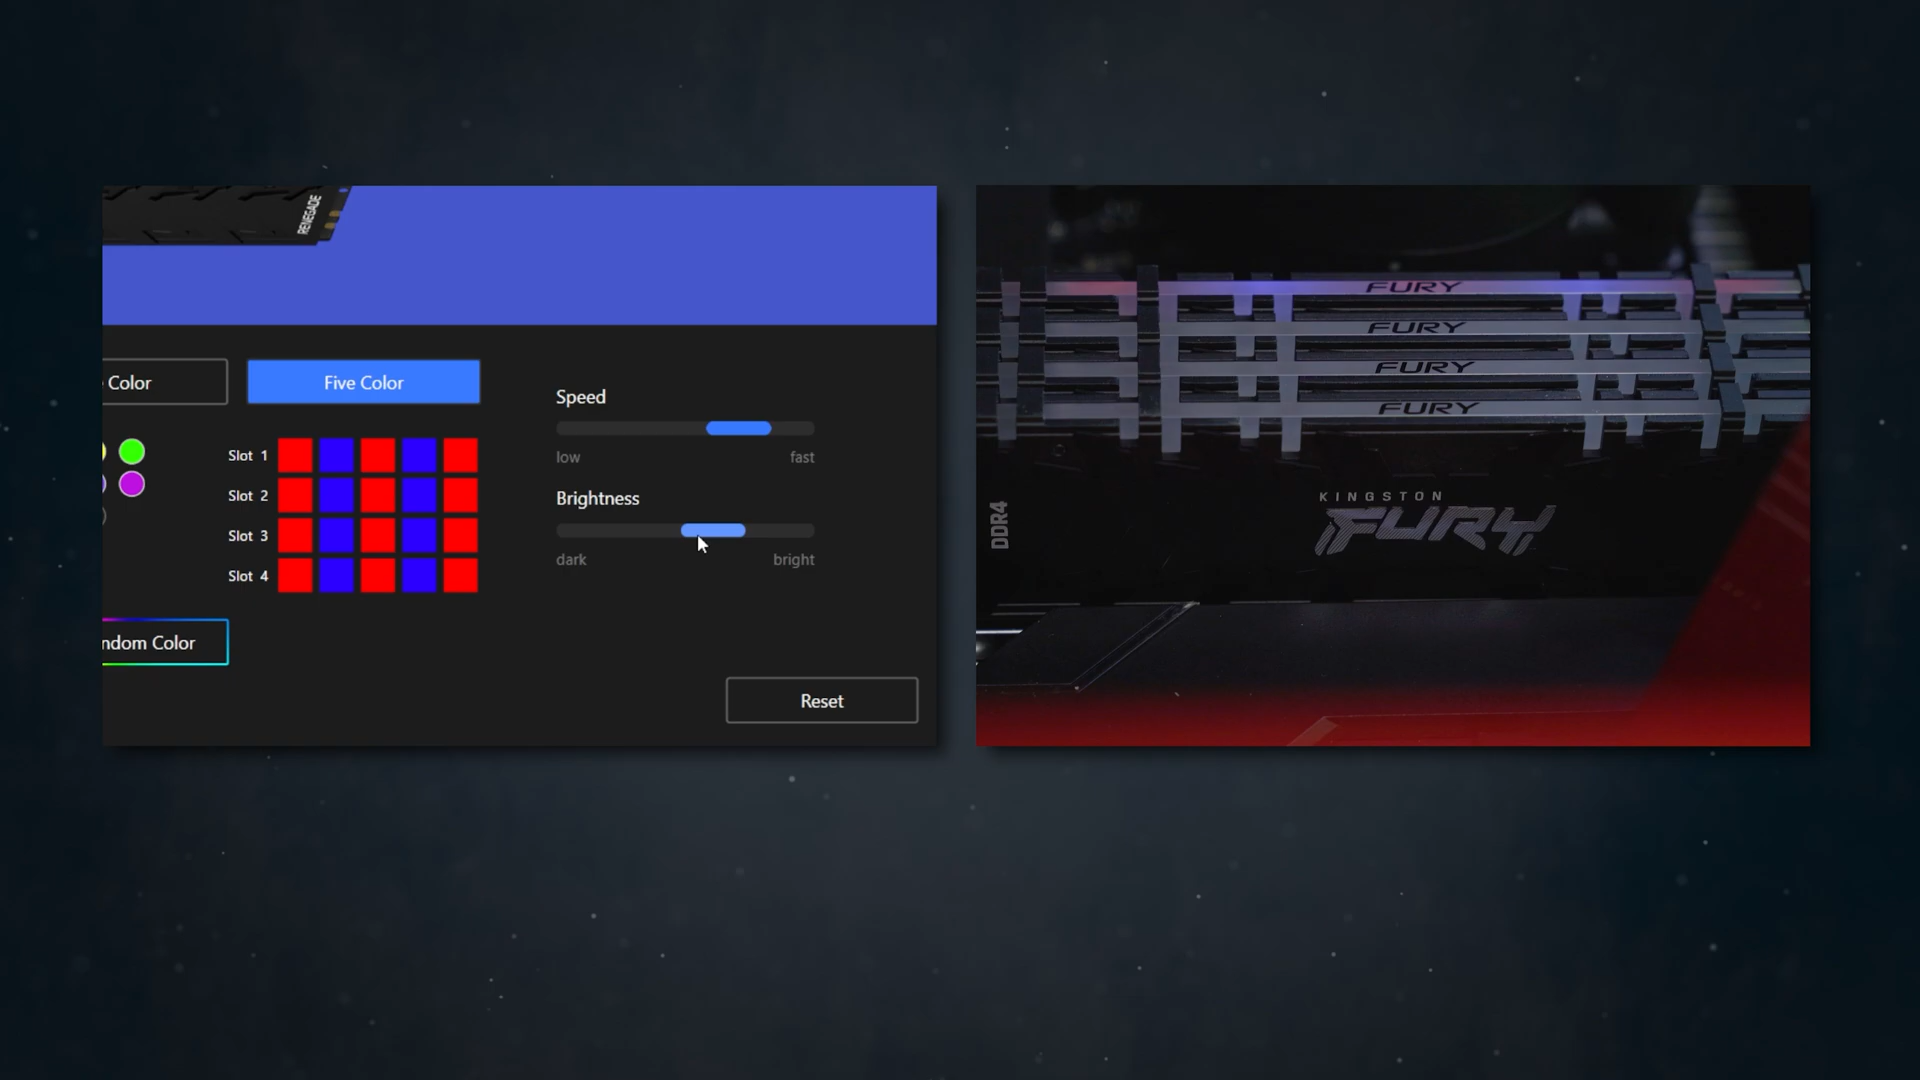 RENEGADE
Color
Five Color
Speed
low fast
Slot 1
Slot 2
Slot 3
Slot 4
Brightness
dark bright
ndom Color
Reset
FURY
FURY
FURY
FURY
DDR4
KINGSTON
FURY